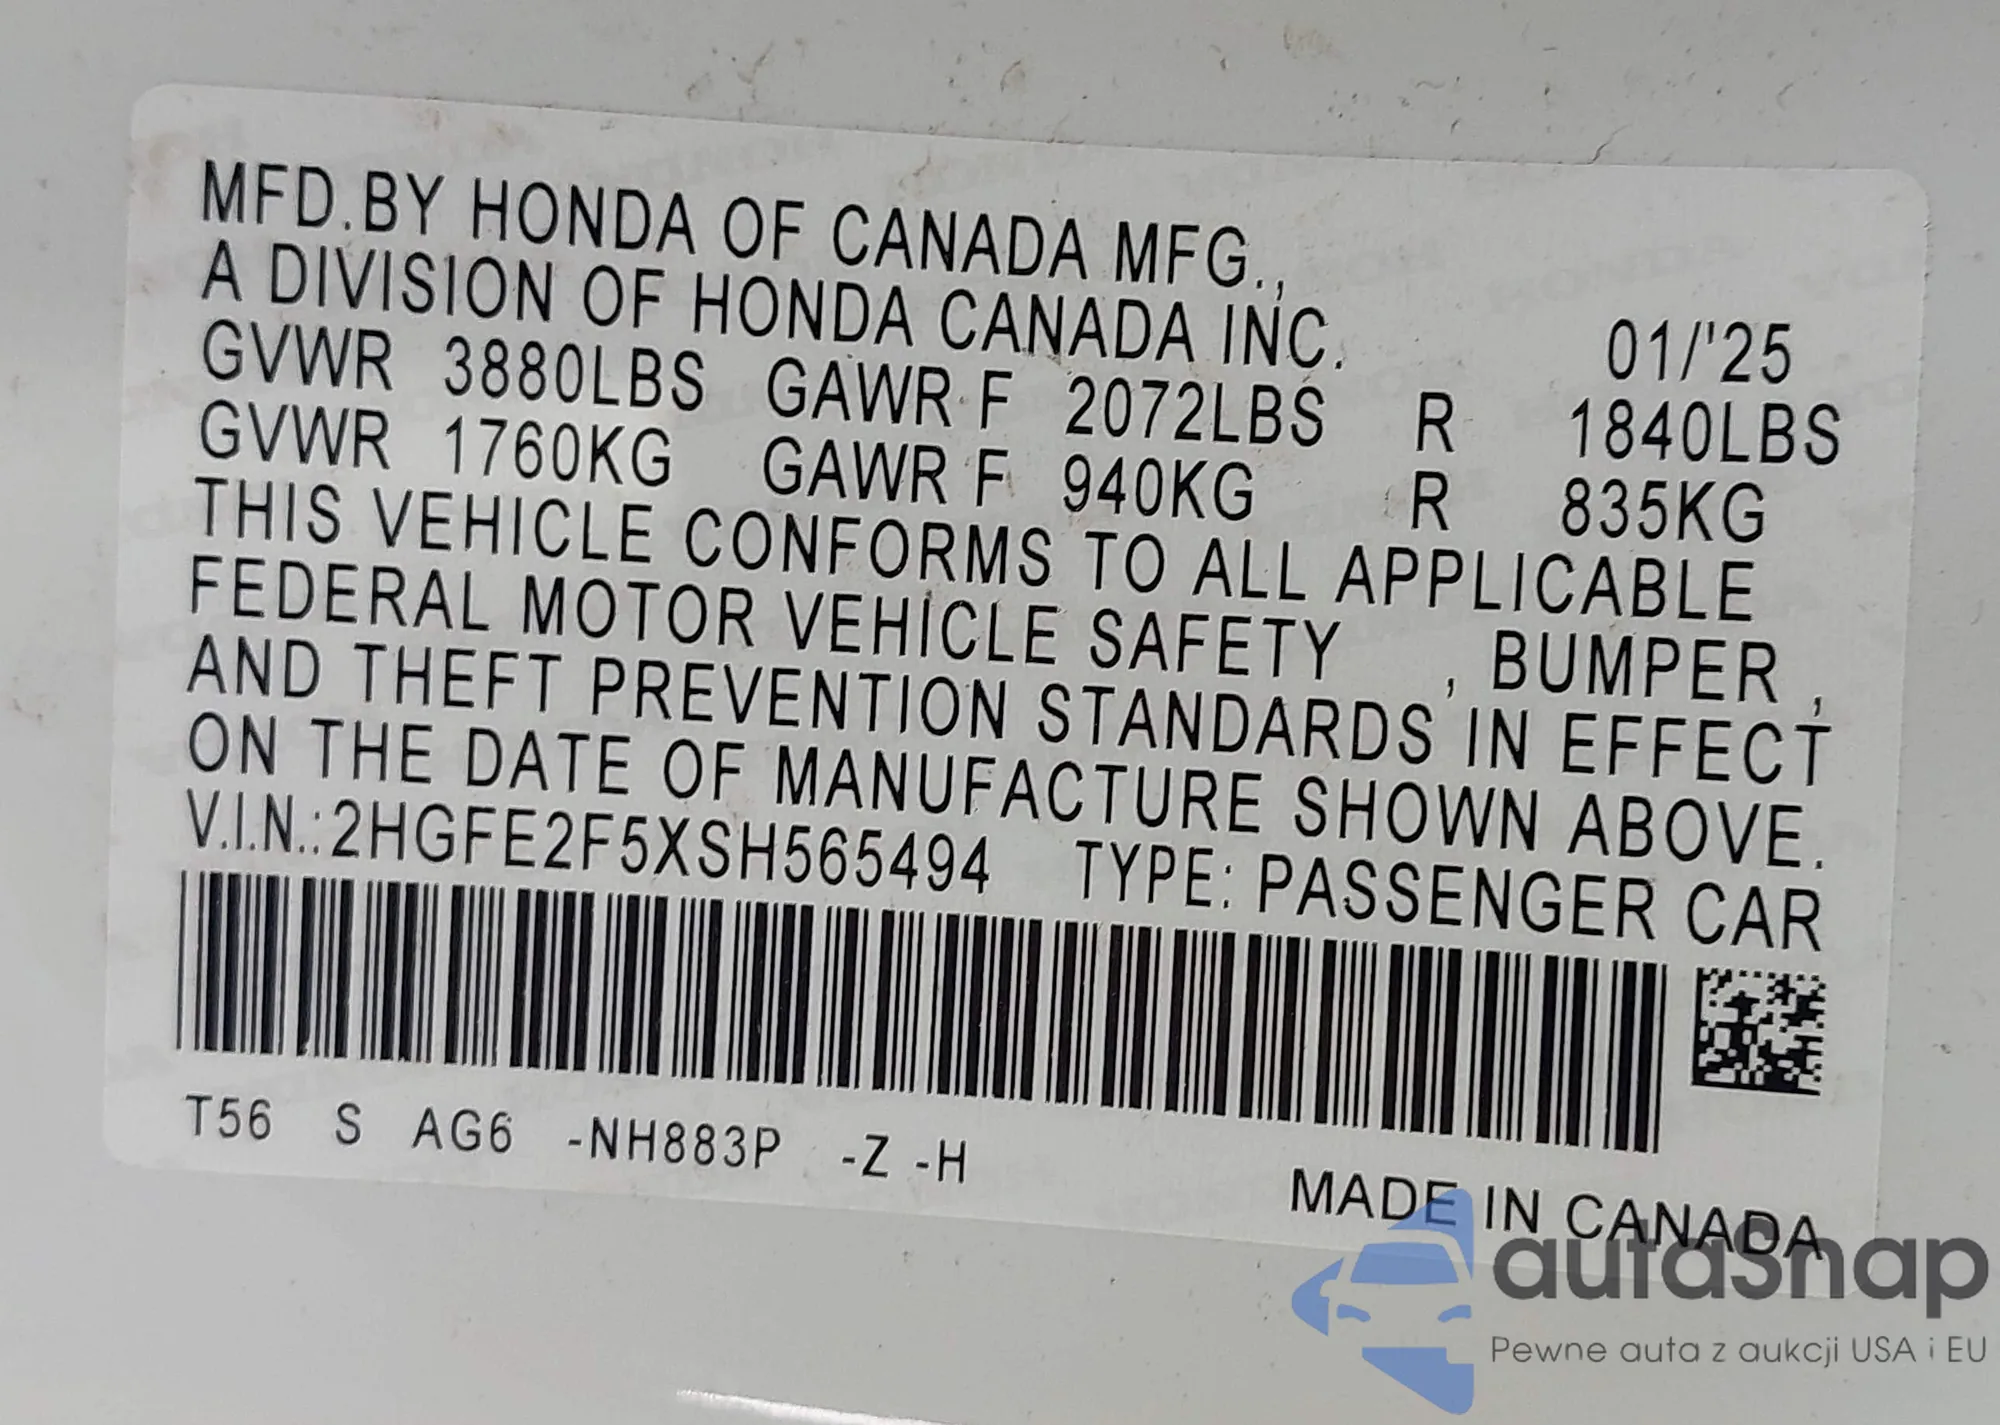 MFD.BY HONDA OF CANADA MFG.,
A DIVISION OF HONDA CANADA INC. 01/'25
GVWR 3880LBS GAWR F 2072LBS R 1840LBS
GVWR 1760KG GAWR F 940KG R 835KG
THIS VEHICLE CONFORMS TO ALL APPLICABLE
FEDERAL MOTOR VEHICLE SAFETY , BUMPER ,
AND THEFT PREVENTION STANDARDS IN EFFECT
ON THE DATE OF MANUFACTURE SHOWN ABOVE.
V.I.N.:2HGFE2F5XSH565494 TYPE: PASSENGER CAR
T56 S AG6 -NH883P -Z -H
MADE IN CANADA
autaSnap
Pewne auta z aukcji USA i EU